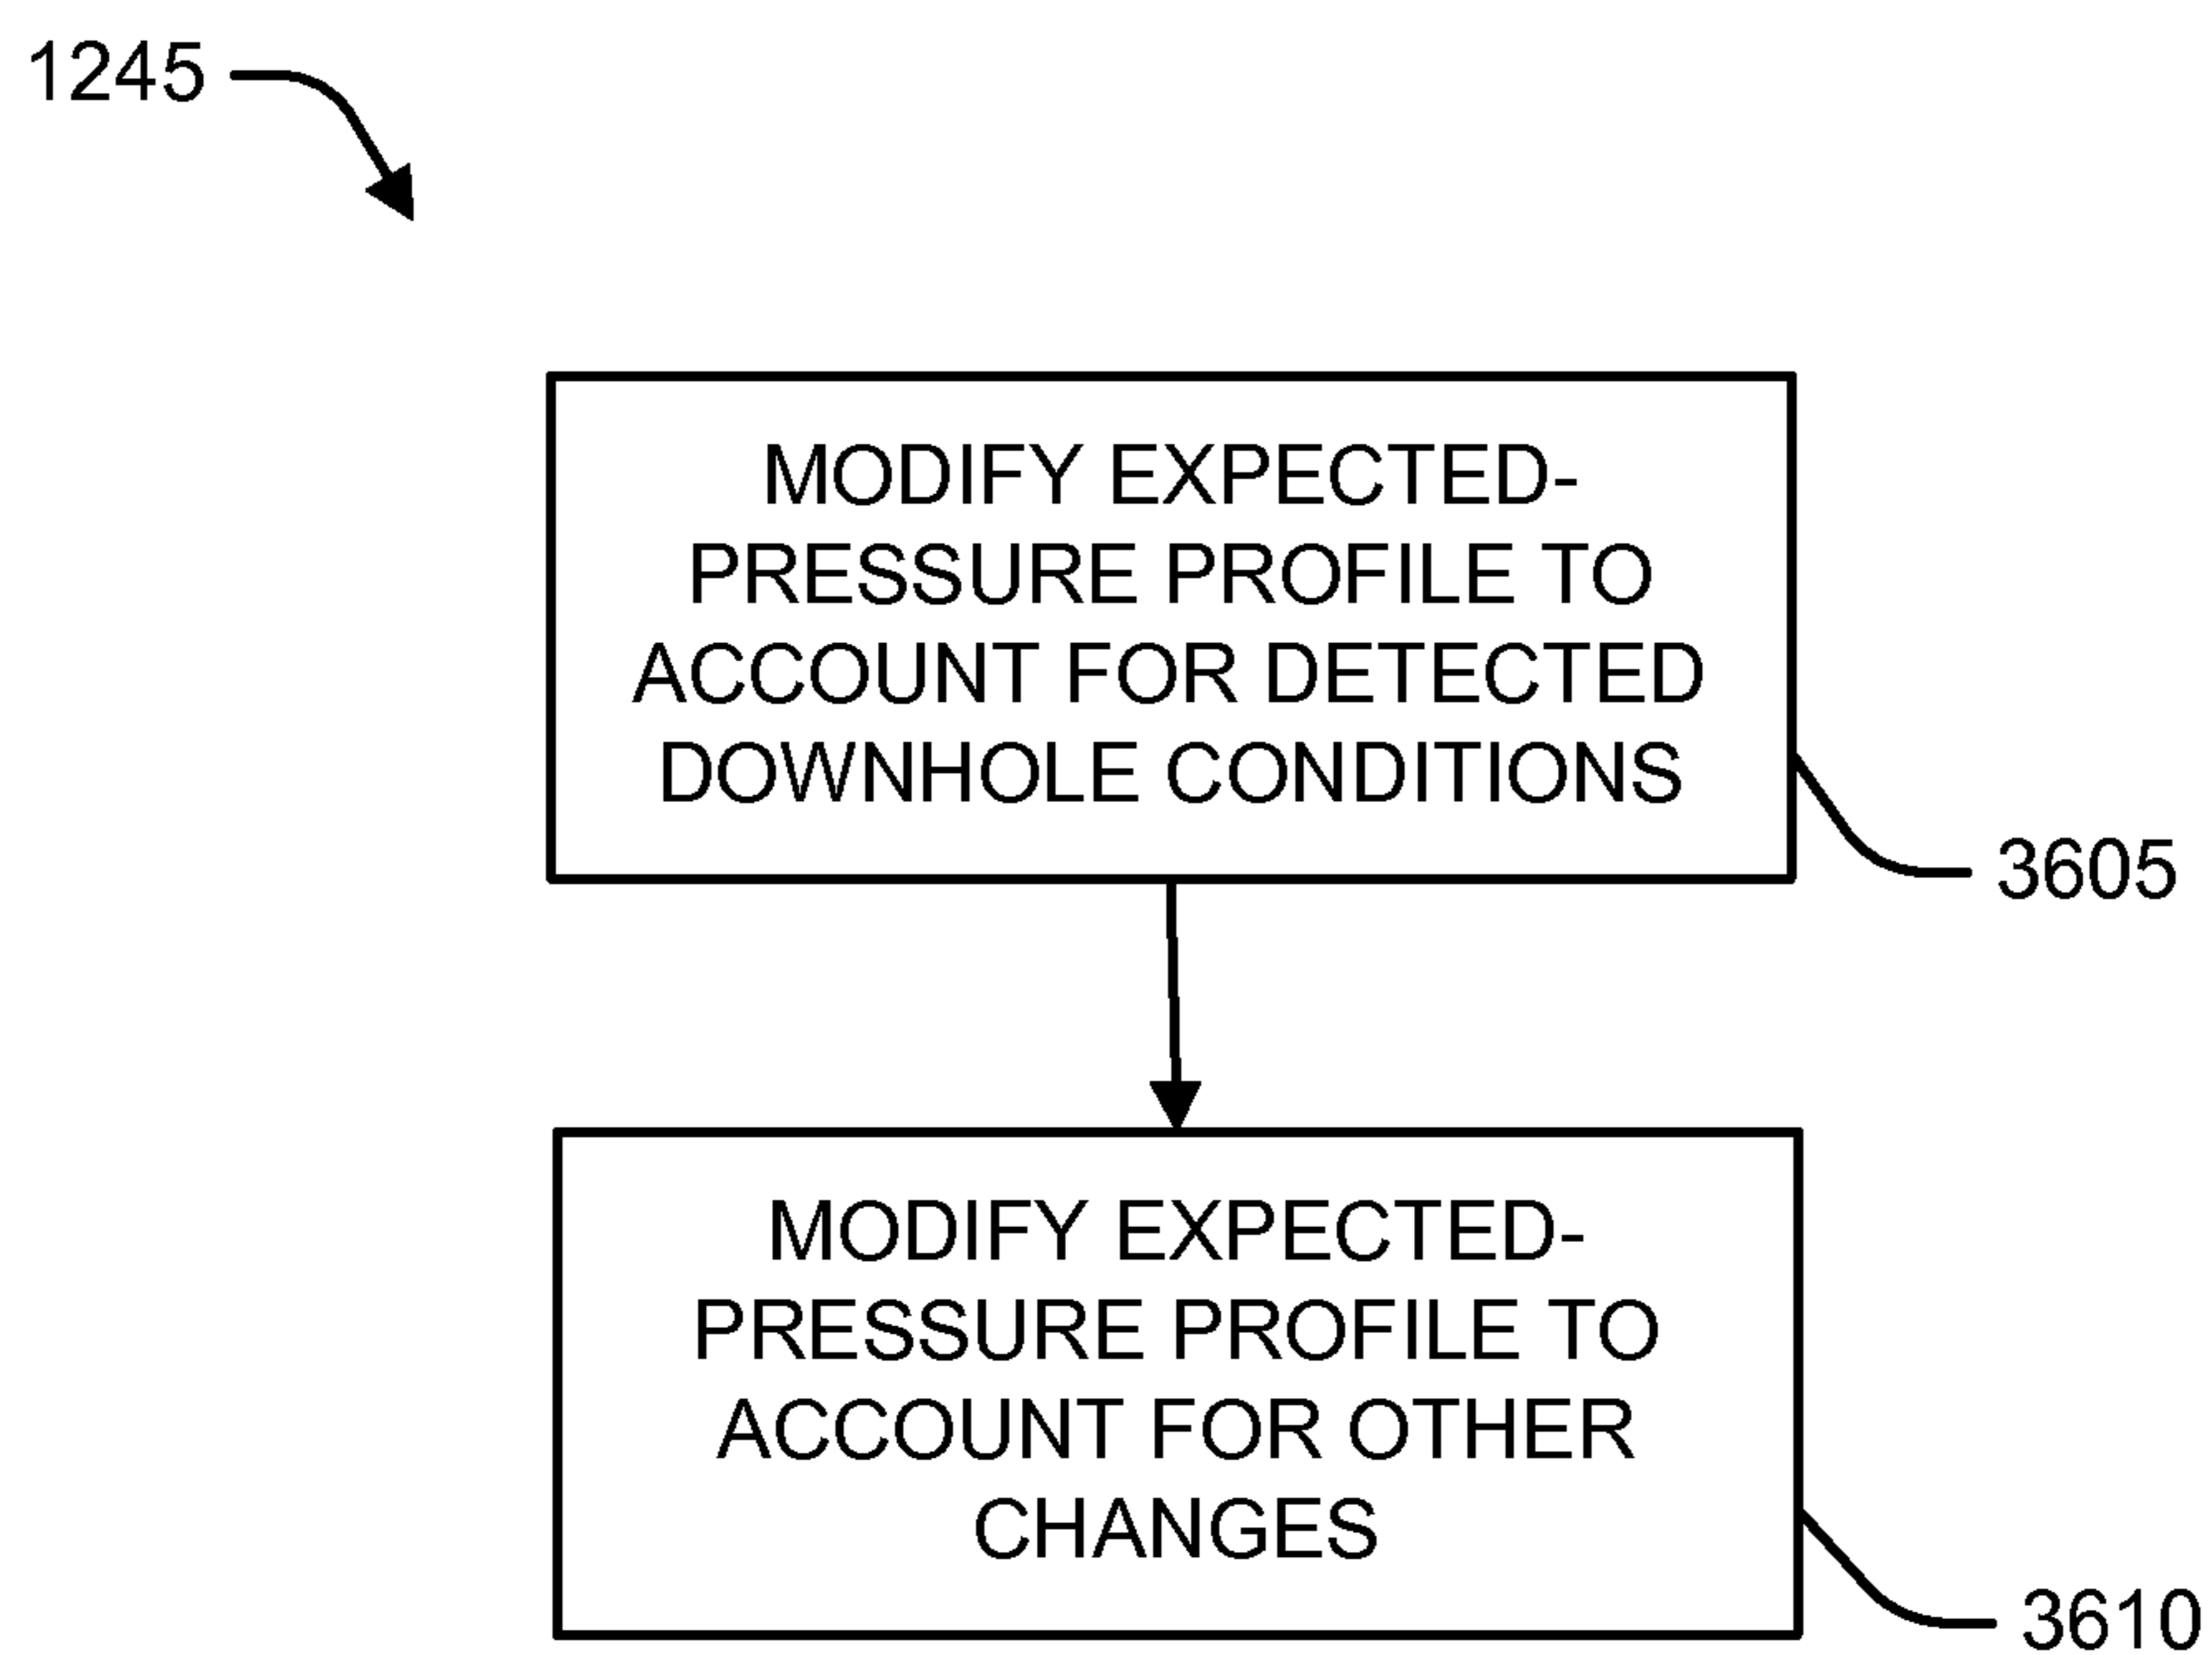 1245
MODIFY EXPECTED-
PRESSURE PROFILE TO
ACCOUNT FOR DETECTED
DOWNHOLE CONDITIONS
3605
MODIFY EXPECTED-
PRESSURE PROFILE TO
ACCOUNT FOR OTHER
CHANGES
3610